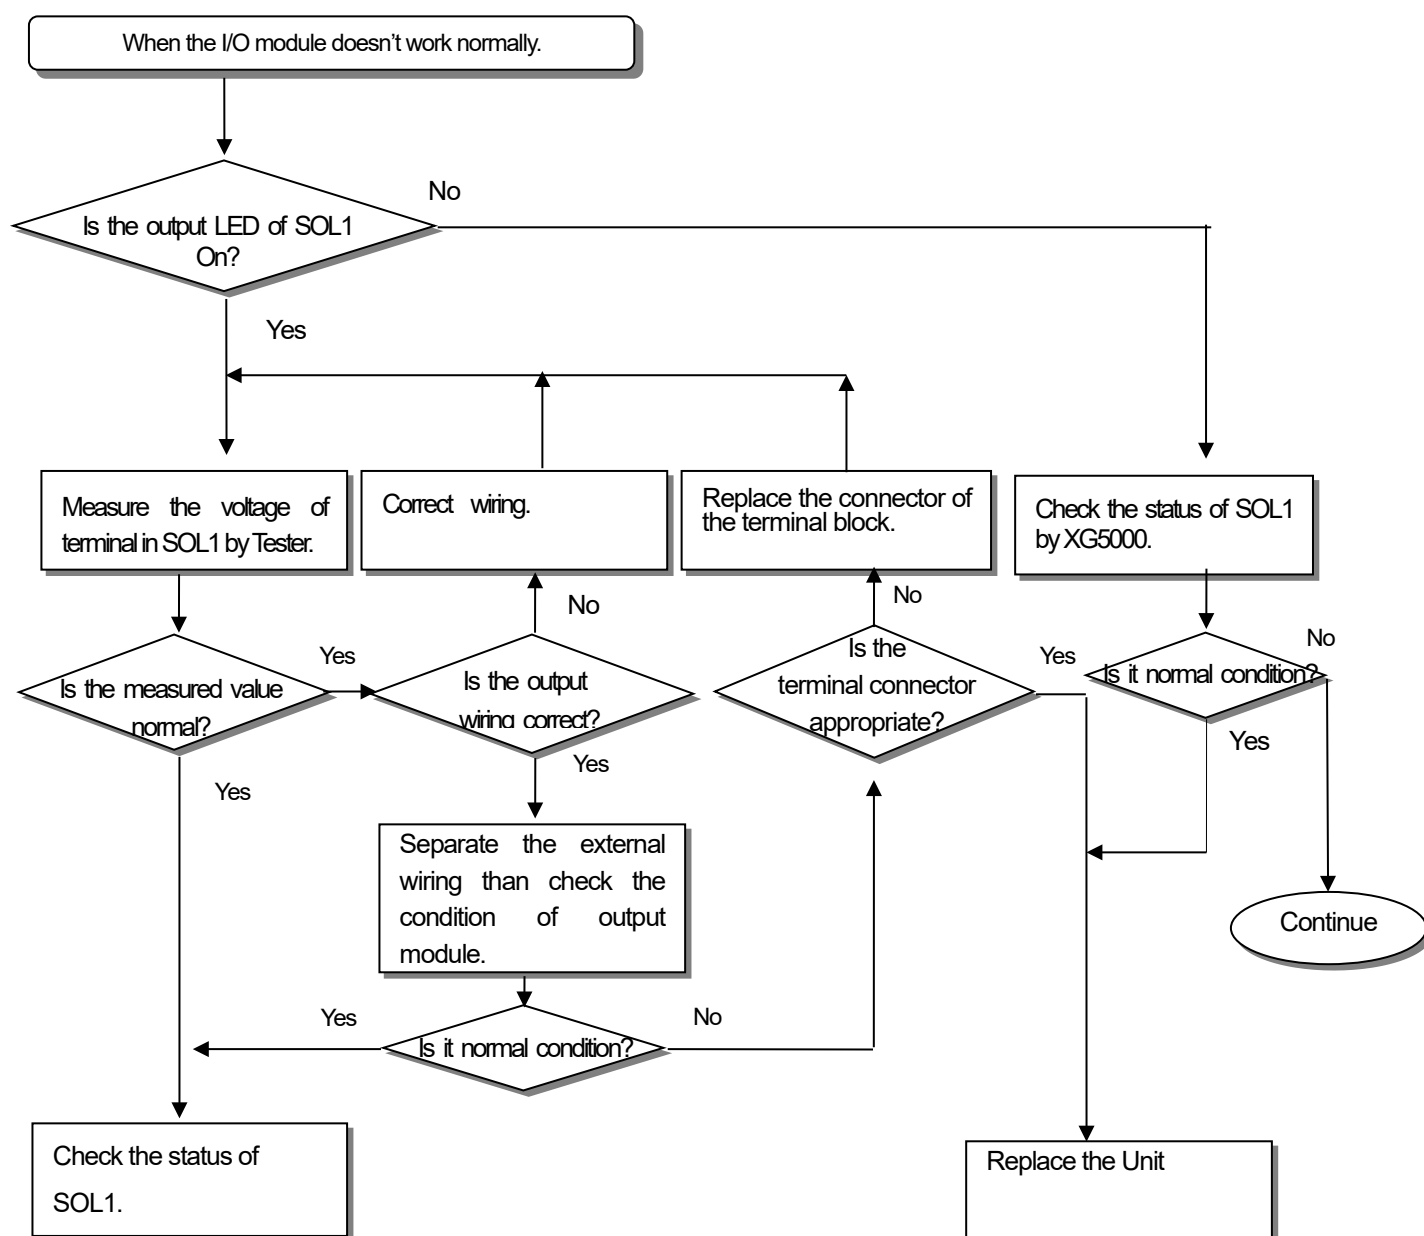 When the I/O module doesn't work normally.
No
Is the output LED of SOL1
On?
Yes
Measure the voltage of
terminal in SOL1 by Tester.
Correct wiring.
Replace the connector of
the terminal block.
Check the status of SOL1
by XG5000.
No
No
No
Yes
Is the measured value
normal?
Is the output
wiring correct?
Is the
terminal connector
appropriate?
Yes
Is it normal condition?
Yes
Yes
Yes
Separate the external
wiring than check the
condition of output
module.
Continue
Yes
Is it normal condition?
No
Check the status of
SOL1.
Replace the Unit